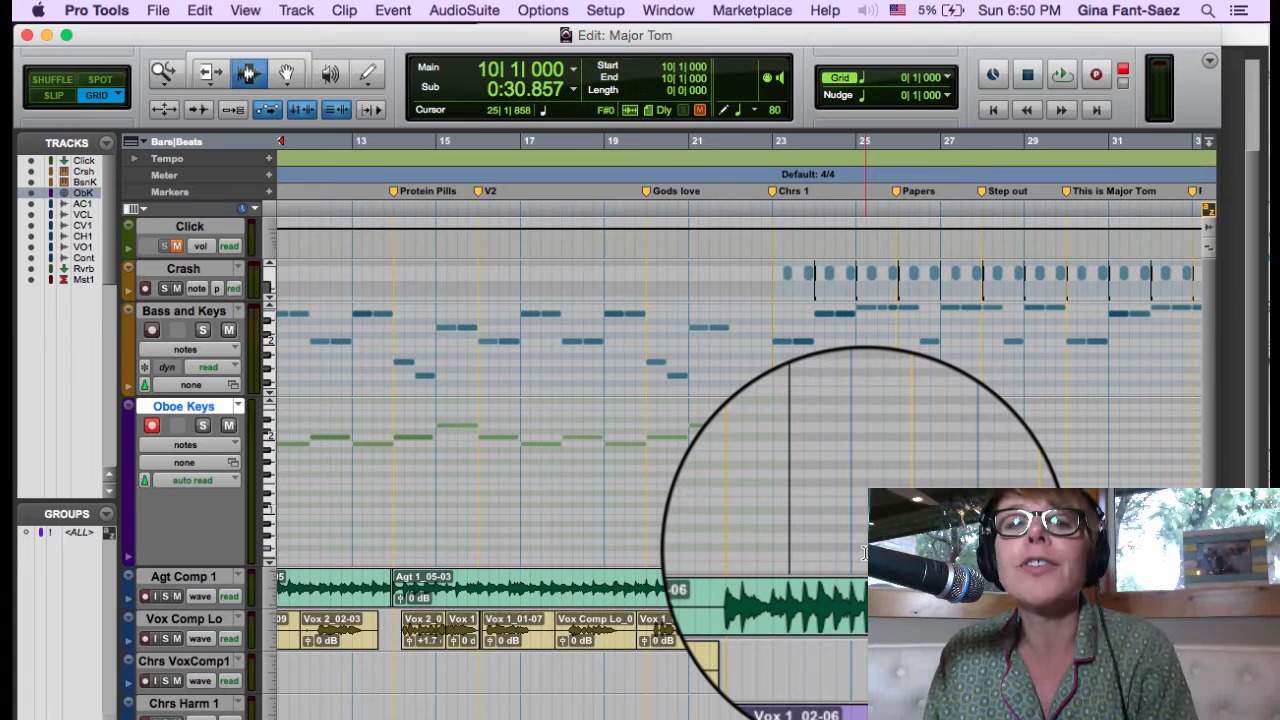 Pro Tools File Edit View Track Clip Event AudioSuite Options Setup Window Marketplace Help 5% Sun 6:50 PM Gina Fant-Saez
Edit: Major Tom
SHUFFLE SPOT
SLIP GRID
Main 10| 1| 000
Sub 0:30.857
Cursor 25| 1| 858
Start 10| 1| 000
End 10| 1| 000
Length 0| 0| 000
F#0 Dly S M 80
Grid 0| 1| 000
Nudge 0| 1| 000
TRACKS
Click
Crsh
BsnK
ObK
AC1
VCL
CV1
CH1
VO1
Cont
Rvrb
Mst1
GROUPS
1 <ALL>
Bars|Beats 13 15 17 19 21 23 25 27 29 31
Tempo
Meter Default: 4/4
Markers Protein Pills V2 Gods love Chrs 1 Papers Step out This is Major Tom
Click
S M vol read
Crash
S M note p red
Bass and Keys
S M
notes
dyn read
none
Oboe Keys
S M
notes
none
auto read
2
2
1
Agt Comp 1
I S M wave read
Agt 1_05-03
0 dB
Vox Comp Lo
I S M wave read
Vox 2_02-03
0 dB
Vox 2_0
+1.7
Vox 1
0 d
Vox 1_01-07
0 dB
Vox Comp Lo_0
0 dB
Vox 1_
0 dB
Chrs VoxComp1
I S M wave read
Chrs Harm 1
-06
Vox 1_02-06